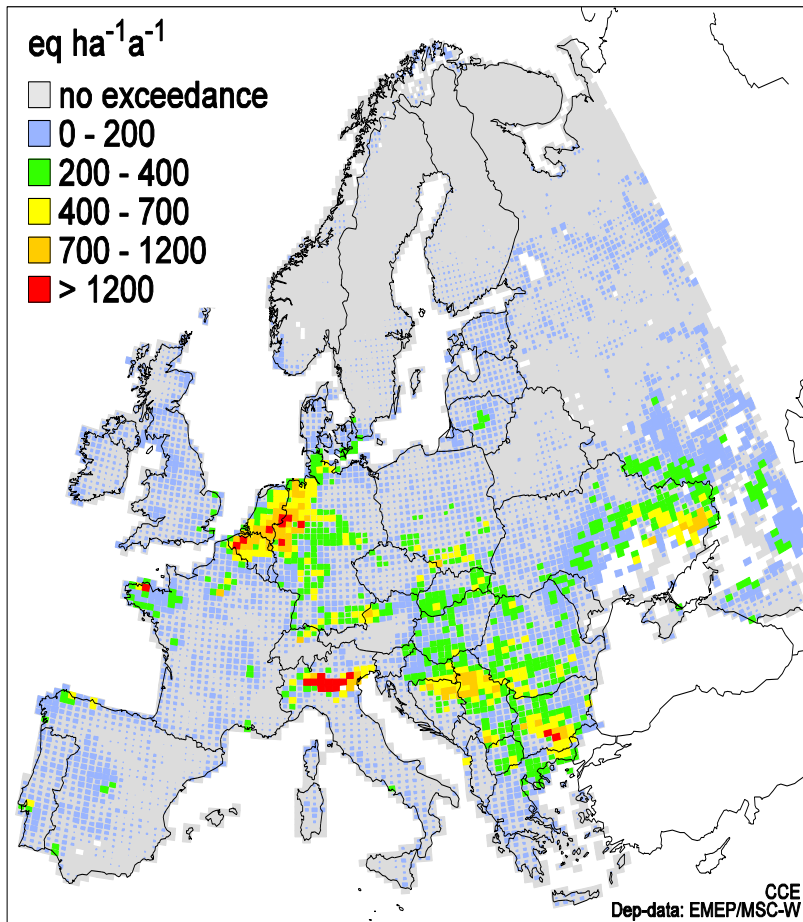 eq ha⁻¹a⁻¹
no exceedance
0 - 200
200 - 400
400 - 700
700 - 1200
> 1200
CCE
Dep-data: EMEP/MSC-W